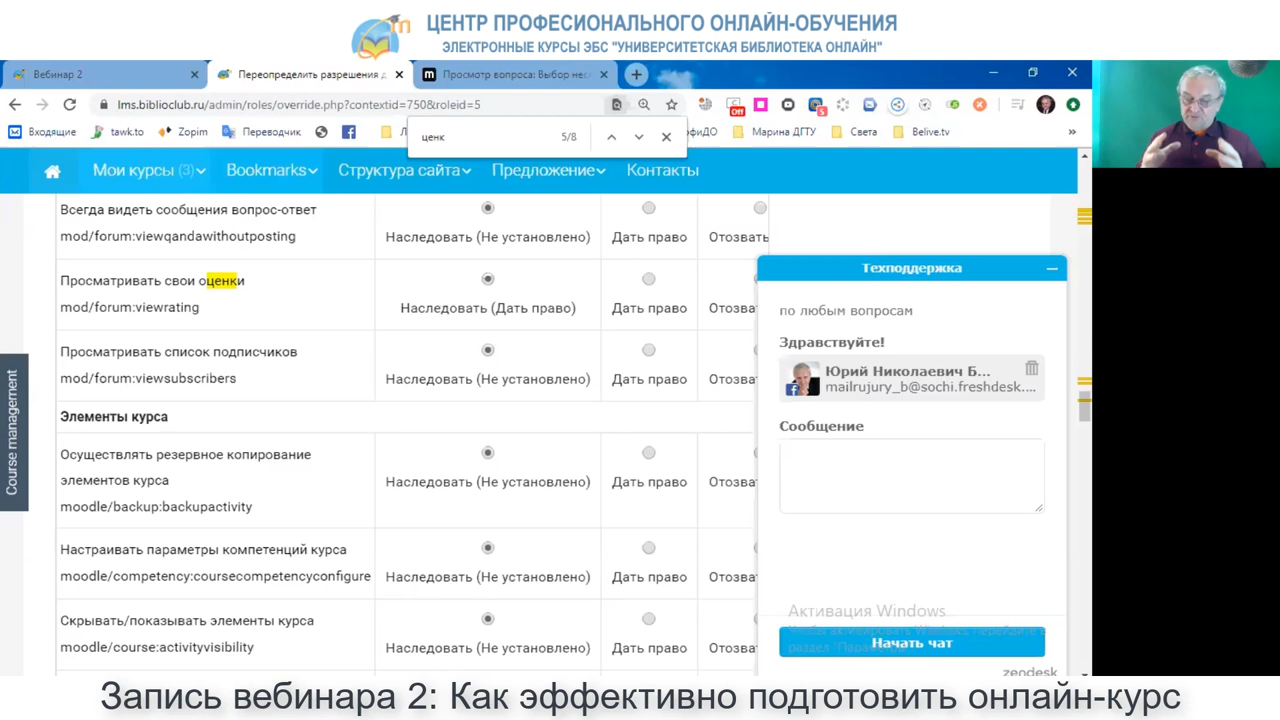 ЦЕНТР ПРОФЕСИОНАЛЬНОГО ОНЛАЙН-ОБУЧЕНИЯ
ЭЛЕКТРОННЫЕ КУРСЫ ЭБС "УНИВЕРСИТЕТСКАЯ БИБЛИОТЕКА ОНЛАЙН"
Вебинар 2
Переопределить разрешения д
Просмотр вопроса: Выбор нес
lms.biblioclub.ru/admin/roles/override.php?contextid=750&roleid=5
Off
5
Входящие
tawk.to
Zopim
Переводчик
Марина ДГТУ
Света
Belive.tv
»
ценк
5/8
Мои курсы (3)
Bookmarks
Структура сайта
Предложение
Контакты
Всегда видеть сообщения вопрос-ответ
mod/forum:viewqandawithoutposting
Наследовать (Не установлено)
Дать право
Отозвать
Просматривать свои оценки
mod/forum:viewrating
Наследовать (Дать право)
Дать право
Отозва
Просматривать список подписчиков
mod/forum:viewsubscribers
Наследовать (Не установлено)
Дать право
Отозва
Элементы курса
Осуществлять резервное копирование
элементов курса
moodle/backup:backupactivity
Наследовать (Не установлено)
Дать право
Отозва
Настраивать параметры компетенций курса
moodle/competency:coursecompetencyconfigure
Наследовать (Не установлено)
Дать право
Отозва
Скрывать/показывать элементы курса
moodle/course:activityvisibility
Наследовать (Не установлено)
Дать право
Отозва
Course management
Техподдержка
по любым вопросам
Здравствуйте!
Юрий Николаевич Б...
mailrujury_b@sochi.freshdesk....
Сообщение
Активация Windows
Начать чат
zendesk
Запись вебинара 2: Как эффективно подготовить онлайн-курс